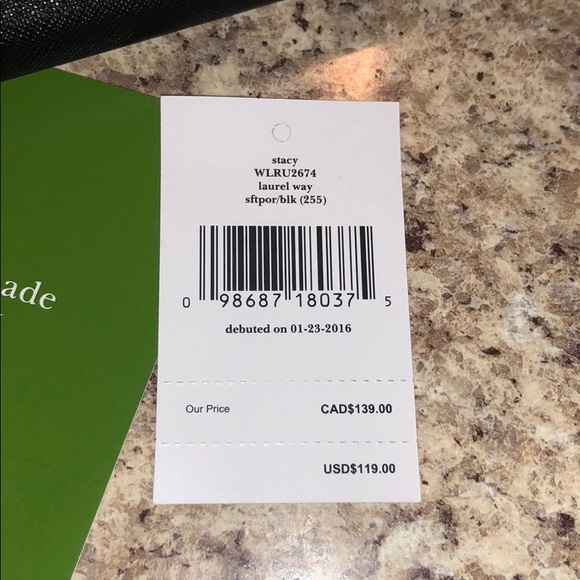 stacy
WLRU2674
laurel way
sftpor/blk (255)
0 98687 18037 5
debuted on 01-23-2016
Our Price CAD$139.00
USD$119.00
ade